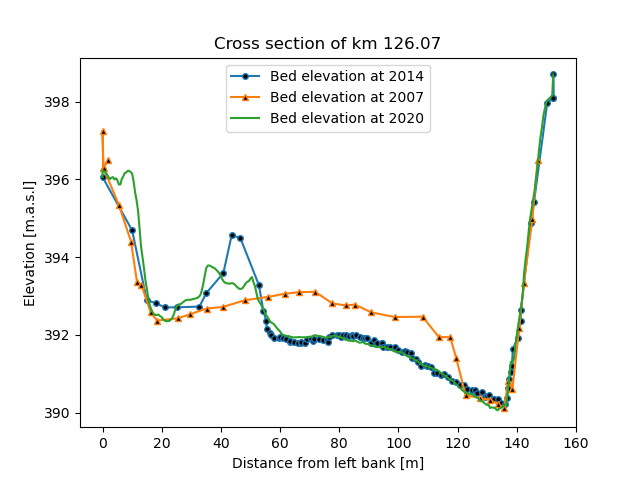 Cross section of km 126.07
Bed elevation at 2014
Bed elevation at 2007
Bed elevation at 2020
Elevation [m.a.s.l]
398
396
394
392
390
0 20 40 60 80 100 120 140 160
Distance from left bank [m]